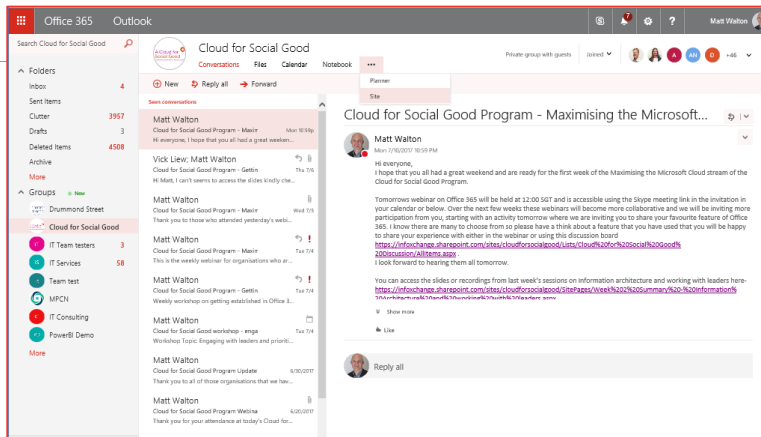 Office 365 Outlook
? Matt Walton
Search Cloud for Social Good
Folders
Inbox 4
Sent Items
Clutter 3957
Drafts 3
Deleted Items 4508
Archive
More
Groups New
Drummond Street
Cloud for Social Good
IT Team testers 3
IT Services 58
Team test
MPCN
IT Consulting
PowerBI Demo
More
Cloud for Social Good
Conversations Files Calendar Notebook ...
Private group with guests Joined
A AN D +46
Planner
Site
New Reply all Forward
Seen conversations
Matt Walton
Cloud for Social Good Program - Maxim Mon 10:59p
Hi everyone, I hope that you all had a great weeken...
Vick Liew; Matt Walton
Cloud for Social Good Program - Gettin Thu 7/6
Hi Matt, I can't seems to access the slides kindly che...
Matt Walton
Cloud for Social Good Program - Maxim Wed 7/5
Thank you to those who attended yesterday's webi...
Matt Walton
Cloud for Social Good Program - Maxim Tue 7/4
This is the weekly webinar for organisations who ar...
Matt Walton
Cloud for Social Good Program - Gettin Tue 7/4
Weekly workshop on getting established in Office 3...
Matt Walton
Cloud for Social Good workshop - enga Tue 7/4
Workshop Topic: Engaging with leaders and prioriti...
Matt Walton
Cloud for Social Good Program Update 6/30/2017
Thank you to all of those organisations that we hav...
Matt Walton
Cloud for Social Good Program Webina 6/20/2017
Thank you for your attendance at today's Cloud for...
Cloud for Social Good Program - Maximising the Microsoft...
Matt Walton
Mon 7/10/2017 10:59 PM
Hi everyone,
I hope that you all had a great weekend and are ready for the first week of the Maximising the Microsoft Cloud stream of the
Cloud for Social Good Program.
Tomorrows webinar on Office 365 will be held at 12:00 SGT and is accessible using the Skype meeting link in the invitation in
your calendar or below. Over the next few weeks these webinars will become more collaborative and we will be inviting more
participation from you, starting with an activity tomorrow where we are inviting you to share your favourite feature of Office
365. I know there are many to choose from so please have a think about a feature that you have used that you will be happy
to share your experience with either in the webinar or using this discussion board
https://infoxchange.sharepoint.com/sites/cloudforsocialgood/Lists/Cloud%20for%20Social%20Good%
20Discussion/AllItems.aspx .
I look forward to hearing them all tomorrow.
You can access the slides or recordings from last week's sessions on Information architecture and working with leaders here-
https://infoxchange.sharepoint.com/sites/cloudforsocialgood/SitePages/Week%202%20Summary%20-%20Information%
20Architecture%20and%20working%20with%20leaders.aspx
Show more
Like
Reply all